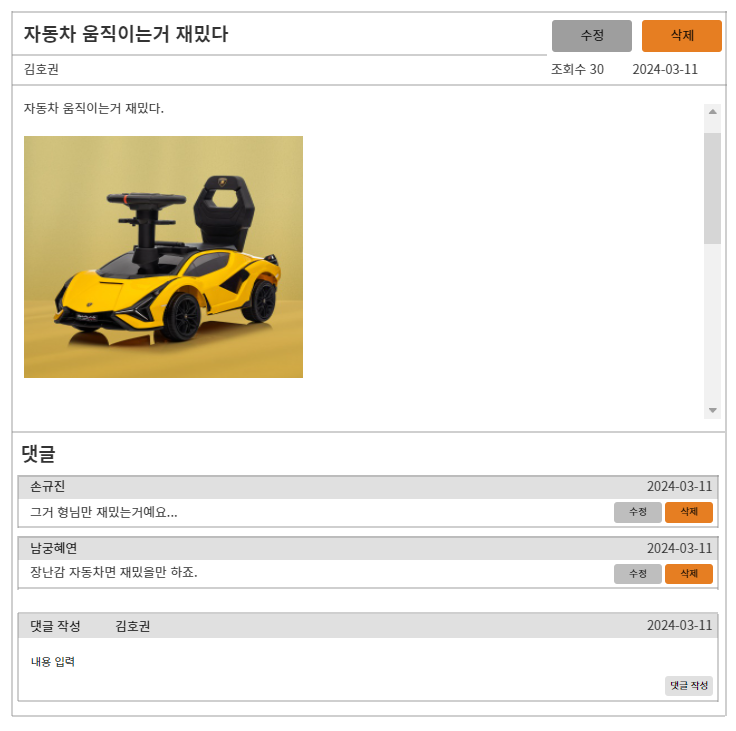 자동차 움직이는거 재밌다
수정 삭제
김호권 조회수 30 2024-03-11
자동차 움직이는거 재밌다.
댓글
손규진 2024-03-11
그거 형님만 재밌는거예요...
수정 삭제
남궁혜연 2024-03-11
장난감 자동차면 재밌을만 하죠.
수정 삭제
댓글 작성 김호권 2024-03-11
내용 입력
댓글 작성